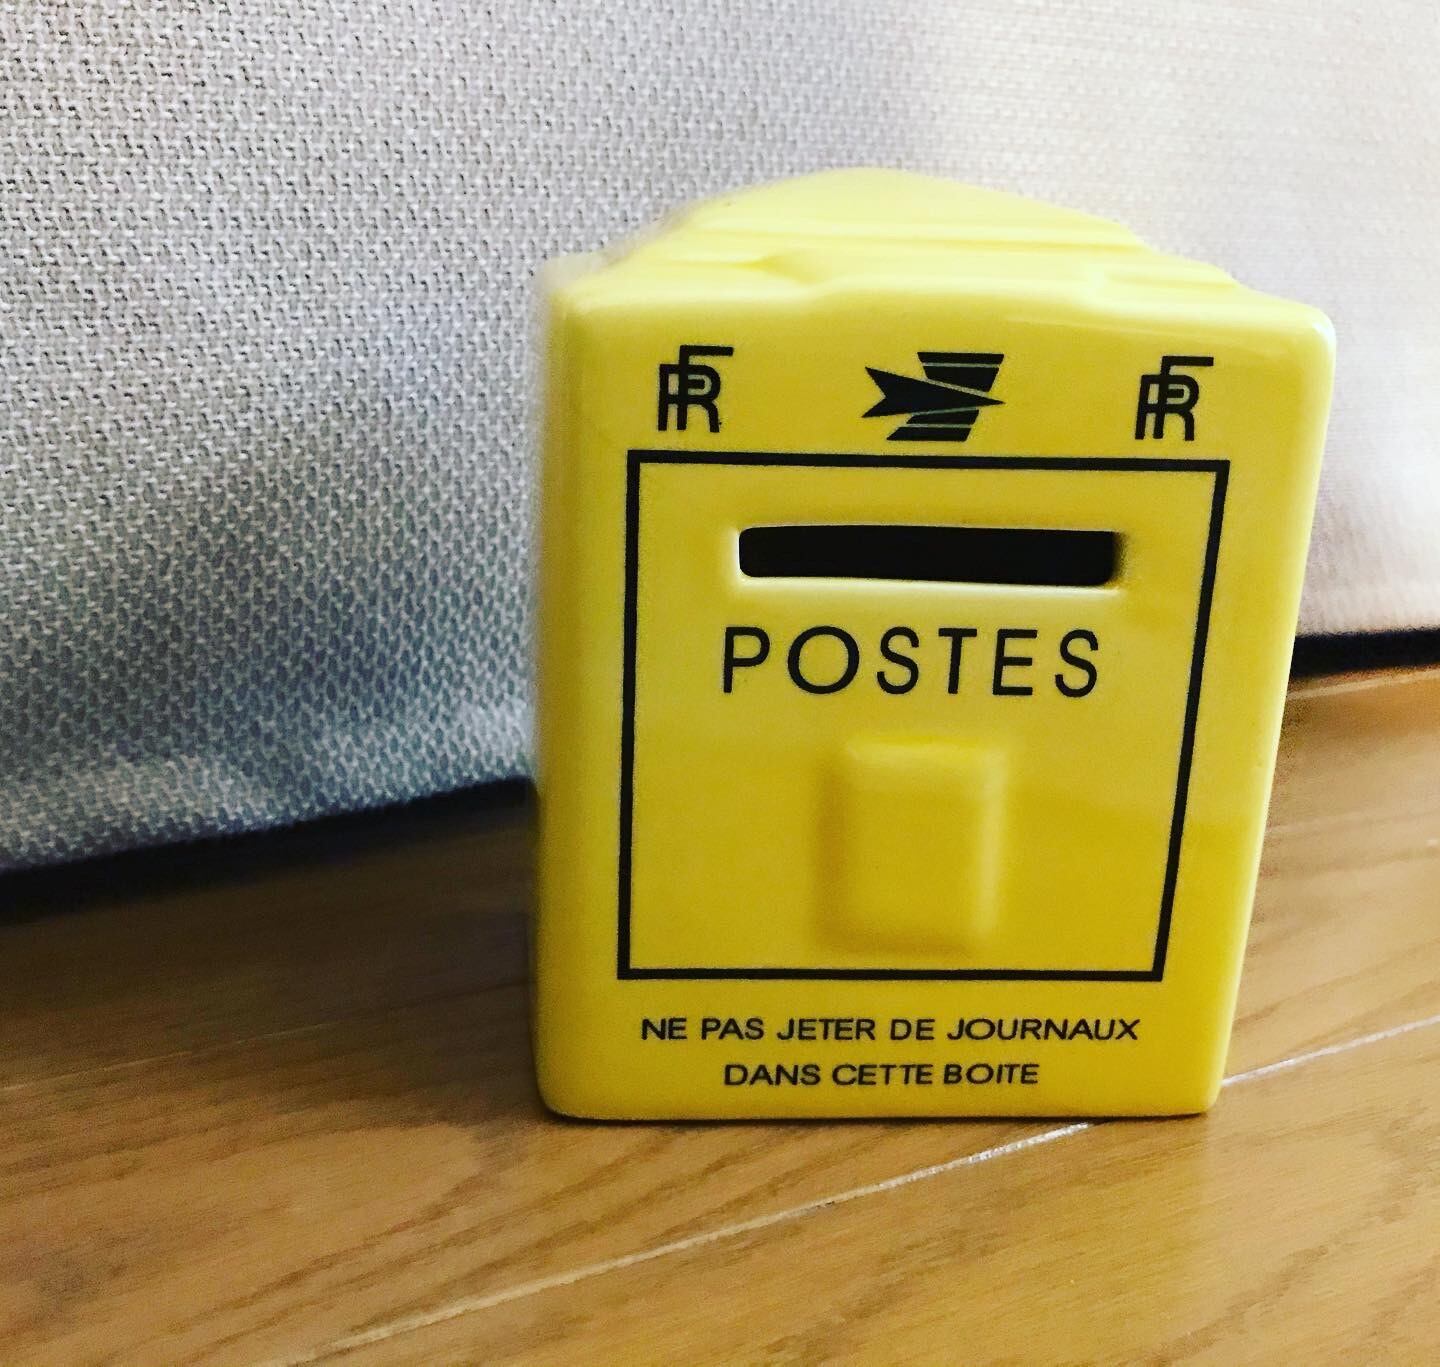 RF RF
POSTES
NE PAS JETER DE JOURNAUX
DANS CETTE BOITE